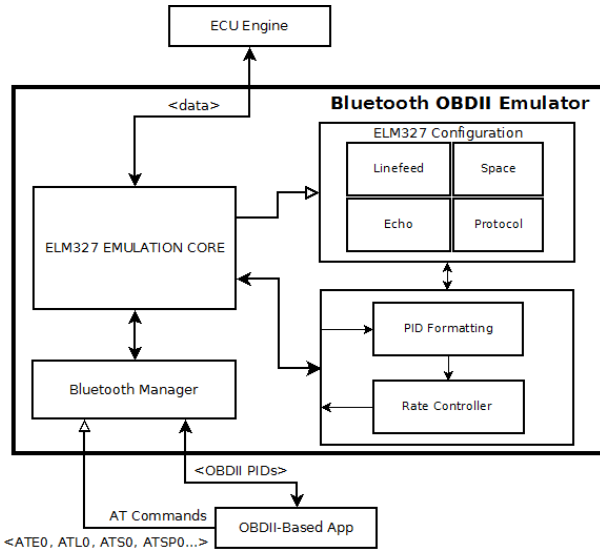 ECU Engine
<data>
Bluetooth OBDII Emulator
ELM327 Configuration
Linefeed
Space
Echo
Protocol
ELM327 EMULATION CORE
PID Formatting
Rate Controller
Bluetooth Manager
<OBDII PIDs>
AT Commands
<ATE0, ATL0, ATS0, ATSP0...>
OBDII-Based App